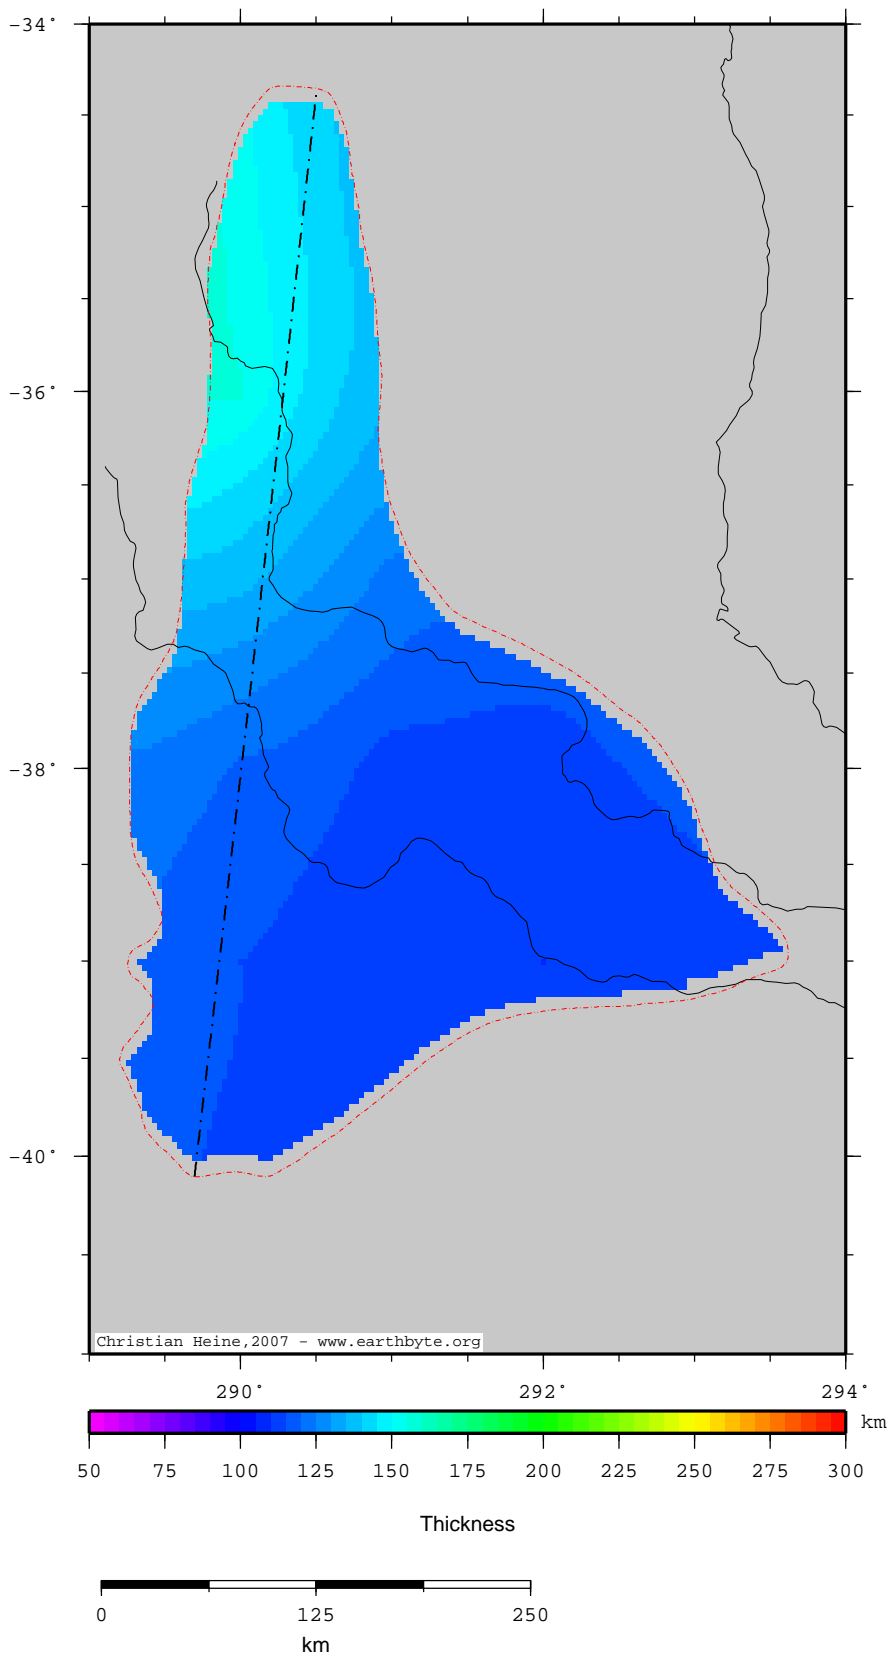 -34°
-36°
-38°
-40°
Christian Heine,2007 - www.earthbyte.org
290° 292° 294°
km
50 75 100 125 150 175 200 225 250 275 300
Thickness
0 125 250
km